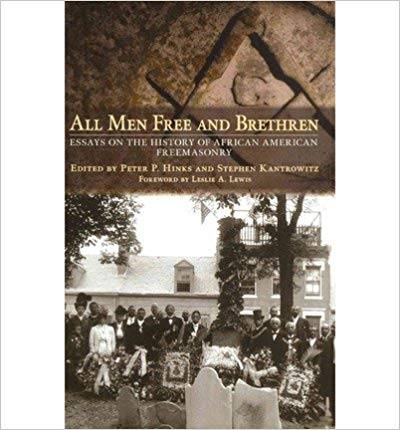 ALL MEN FREE AND BRETHREN
ESSAYS ON THE HISTORY OF AFRICAN AMERICAN
FREEMASONRY
EDITED BY PETER P. HINKS AND STEPHEN KANTROWITZ
FOREWORD BY LESLIE A. LEWIS